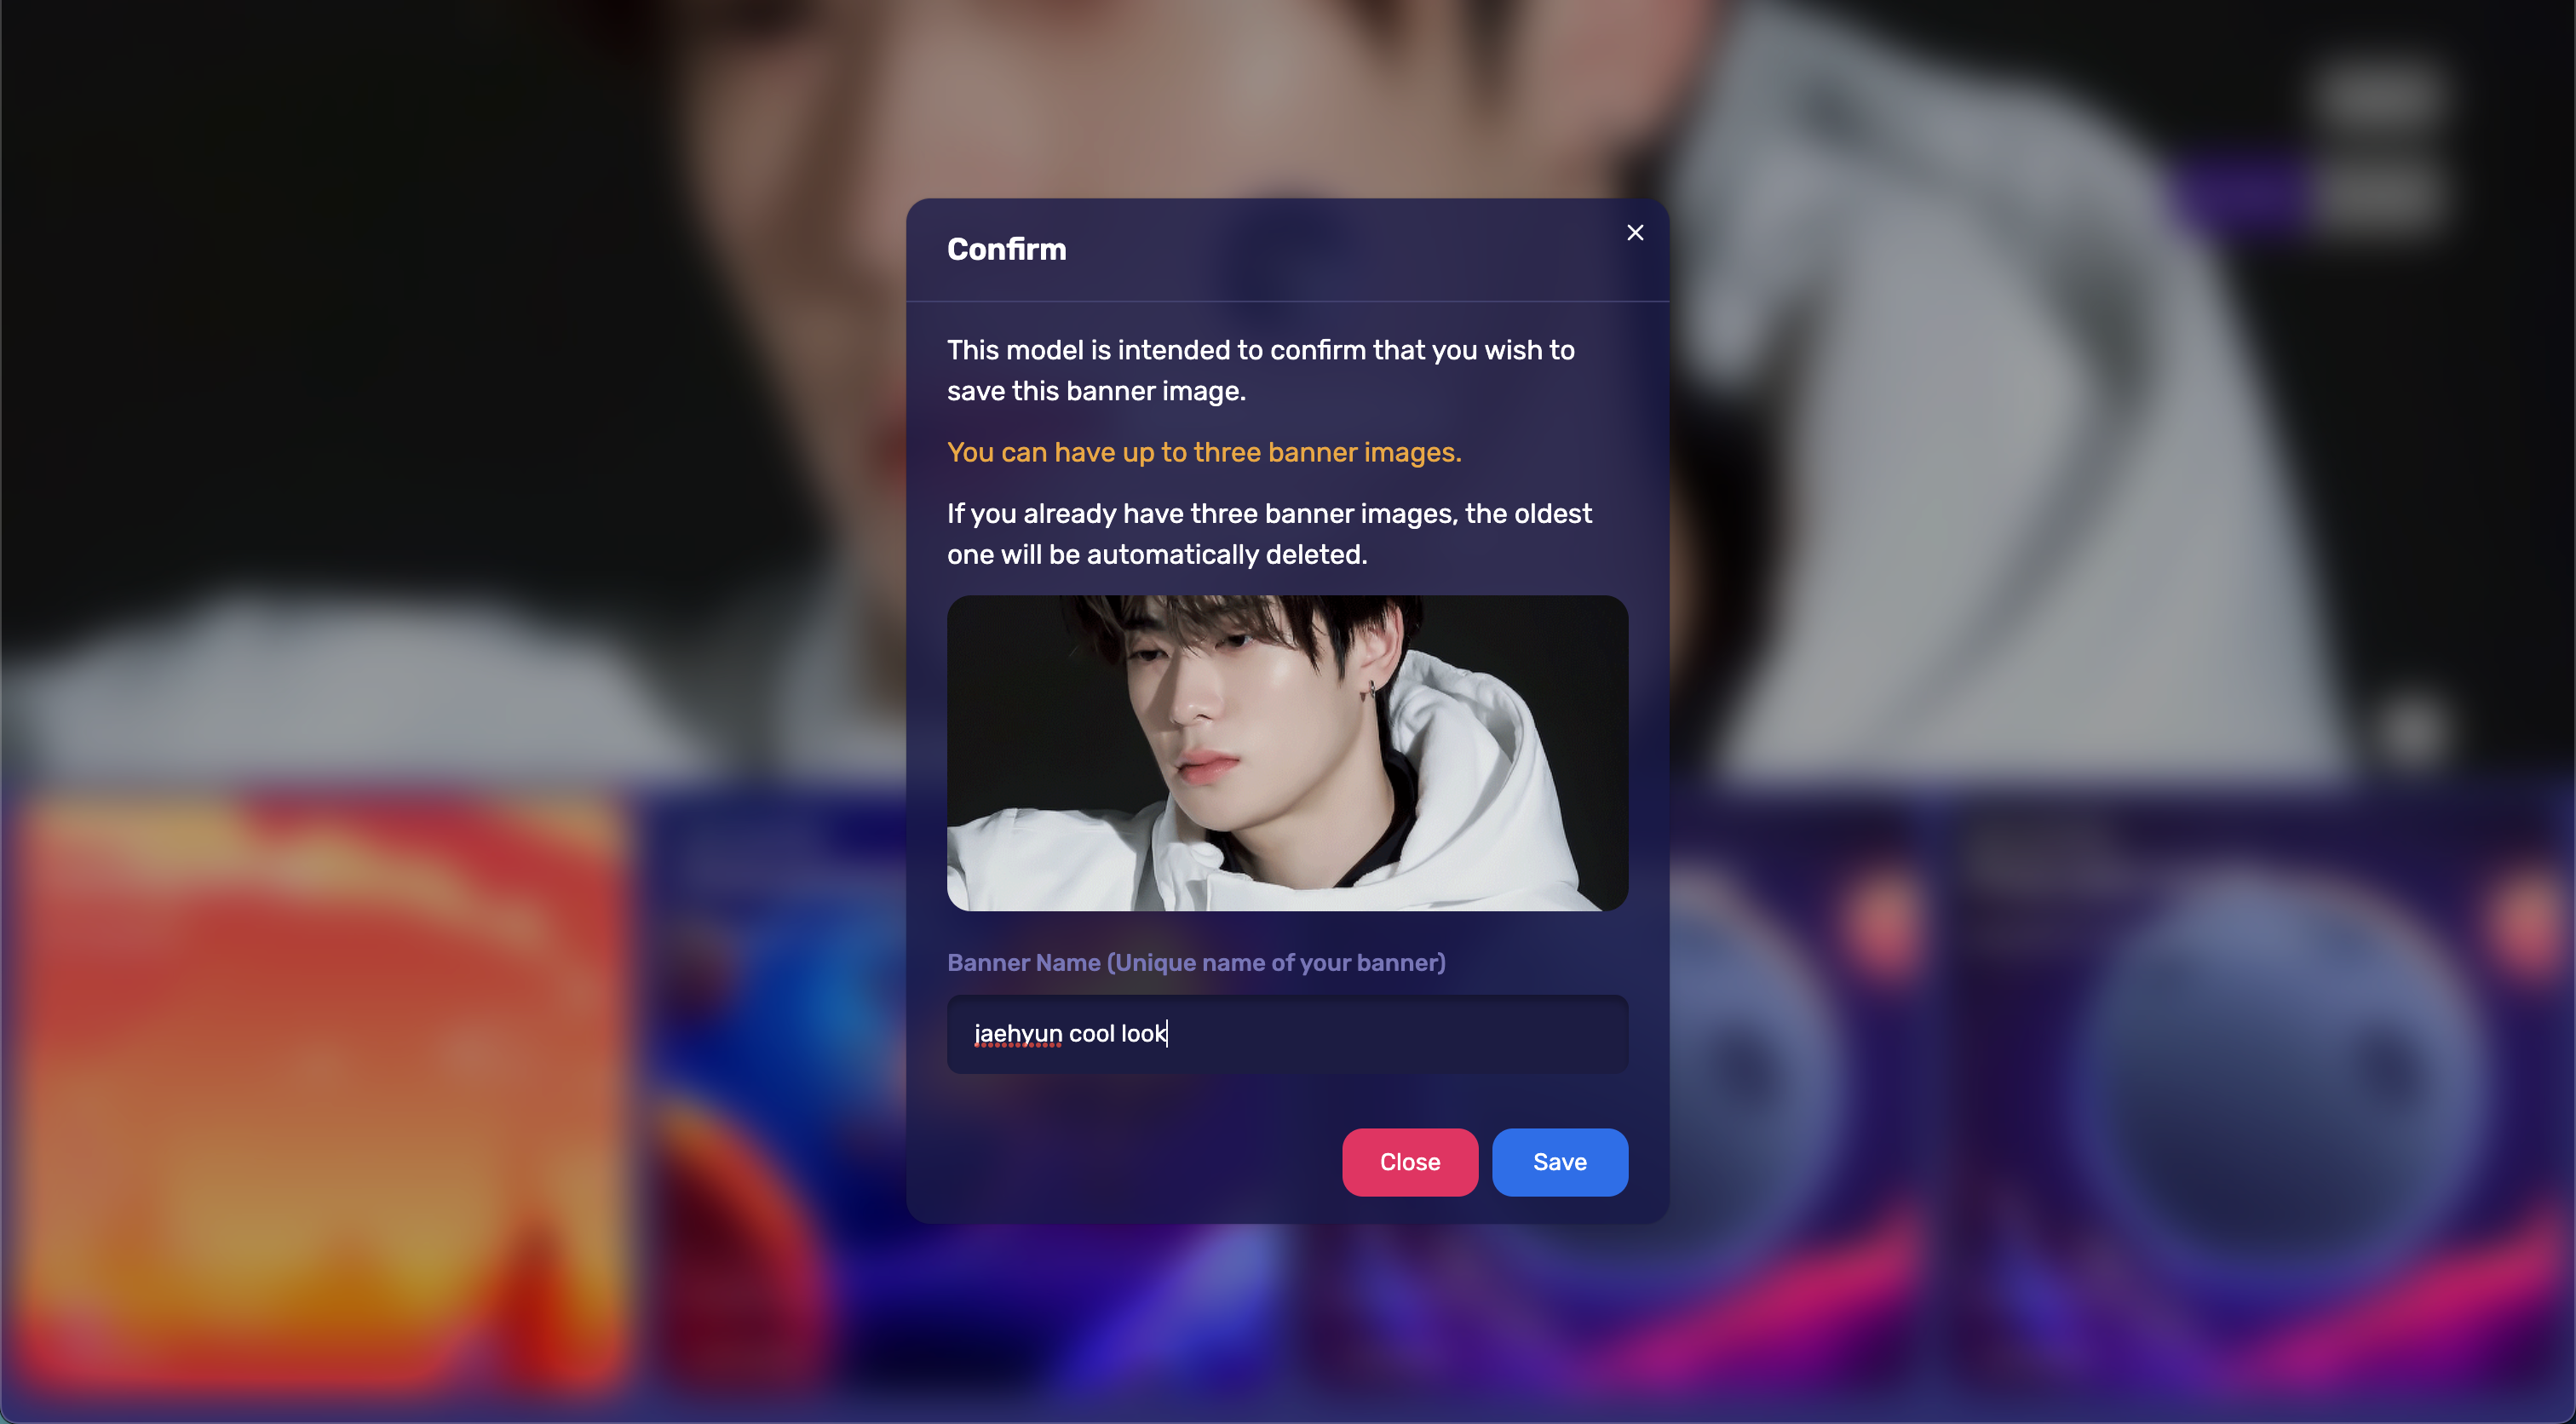 Confirm
This model is intended to confirm that you wish to
save this banner image.
You can have up to three banner images.
If you already have three banner images, the oldest
one will be automatically deleted.
Banner Name (Unique name of your banner)
jaehyun cool look
Close
Save